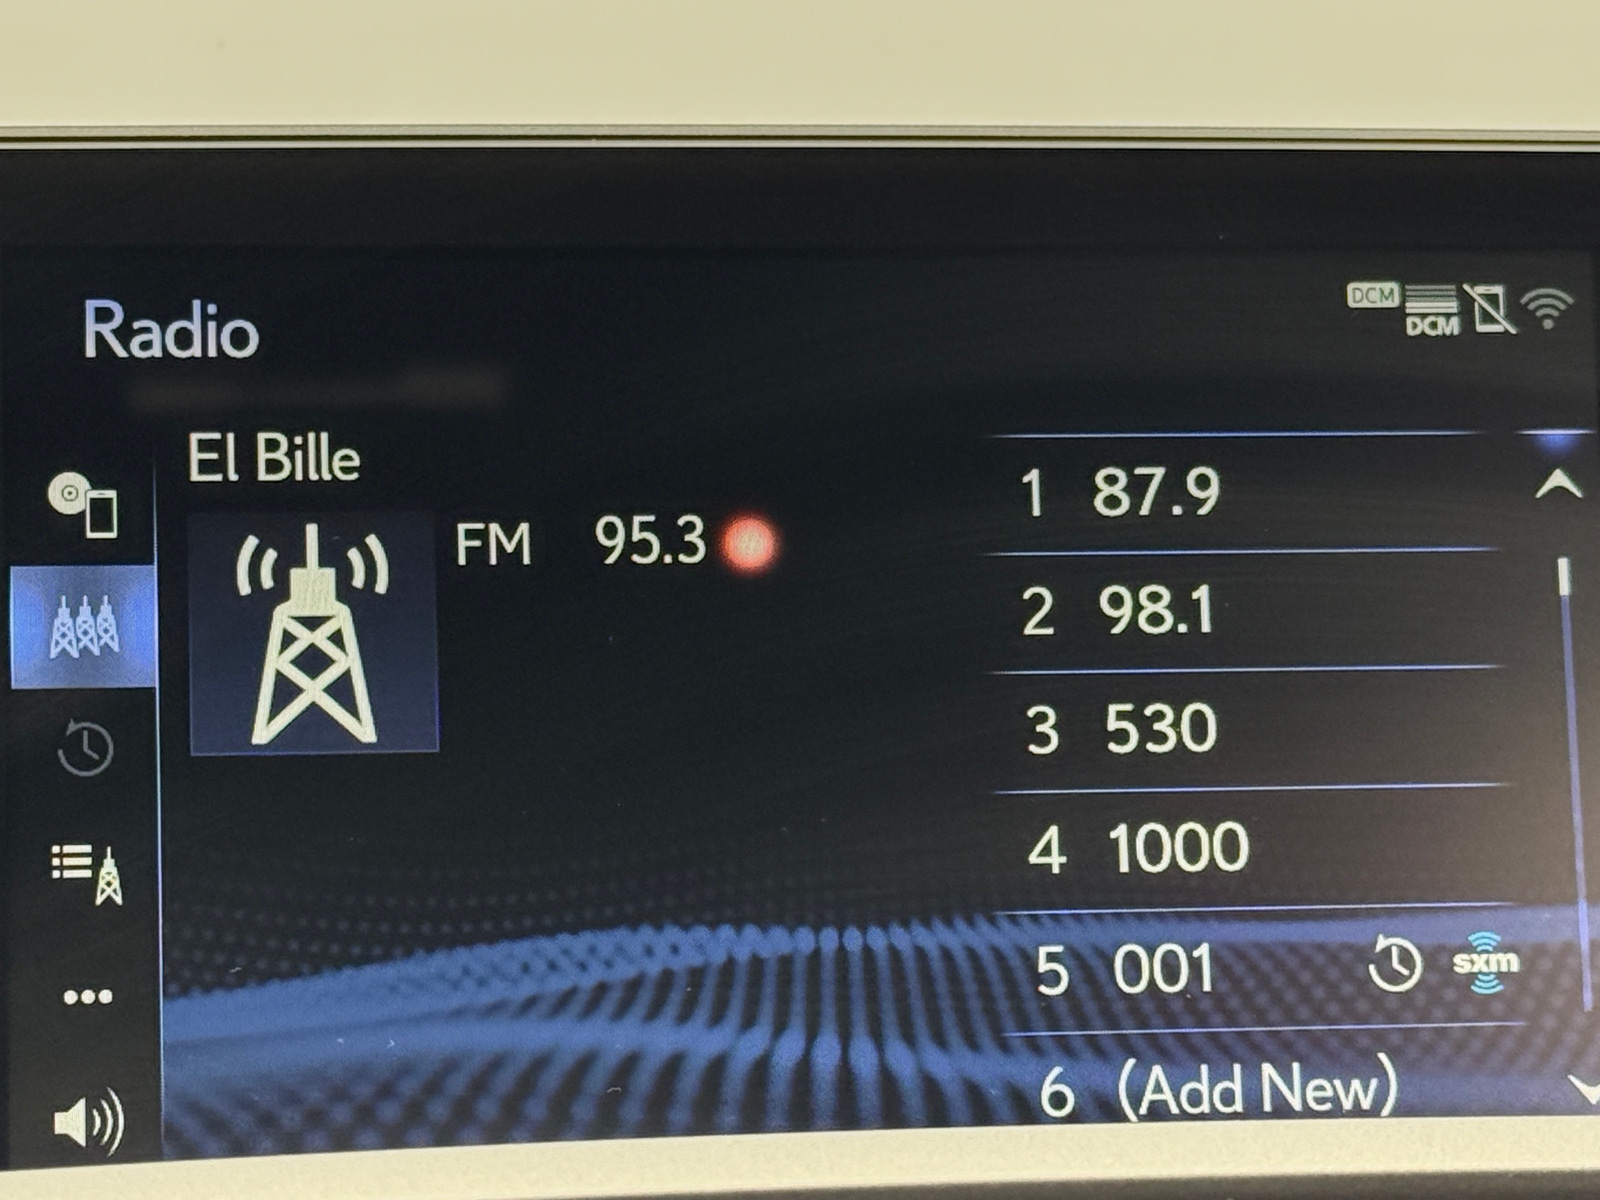 Radio
DCM
DCM
El Bille
FM 95.3
1 87.9
2 98.1
3 530
4 1000
5 001 sxm
6 (Add New)